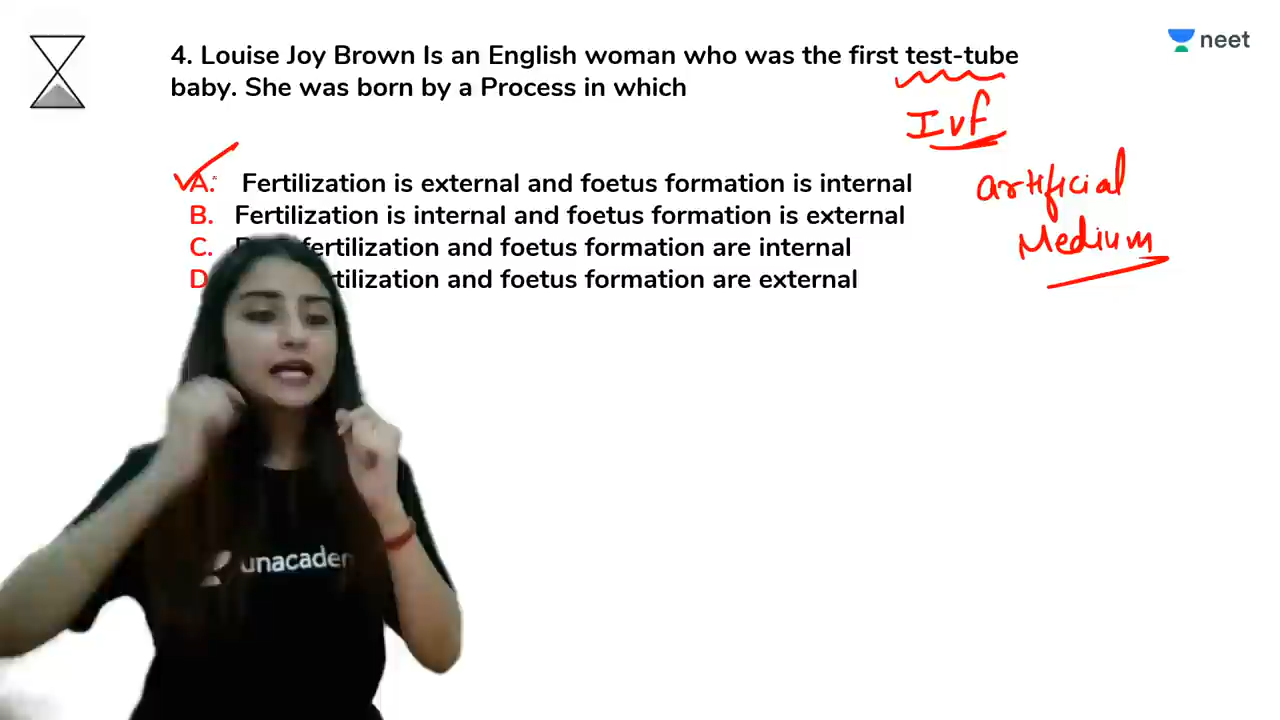 neet
4. Louise Joy Brown Is an English woman who was the first test-tube
baby. She was born by a Process in which
Ivf
A. Fertilization is external and foetus formation is internal
B. Fertilization is internal and foetus formation is external
C. fertilization and foetus formation are internal
D fertilization and foetus formation are external
artificial
Medium
unacadem